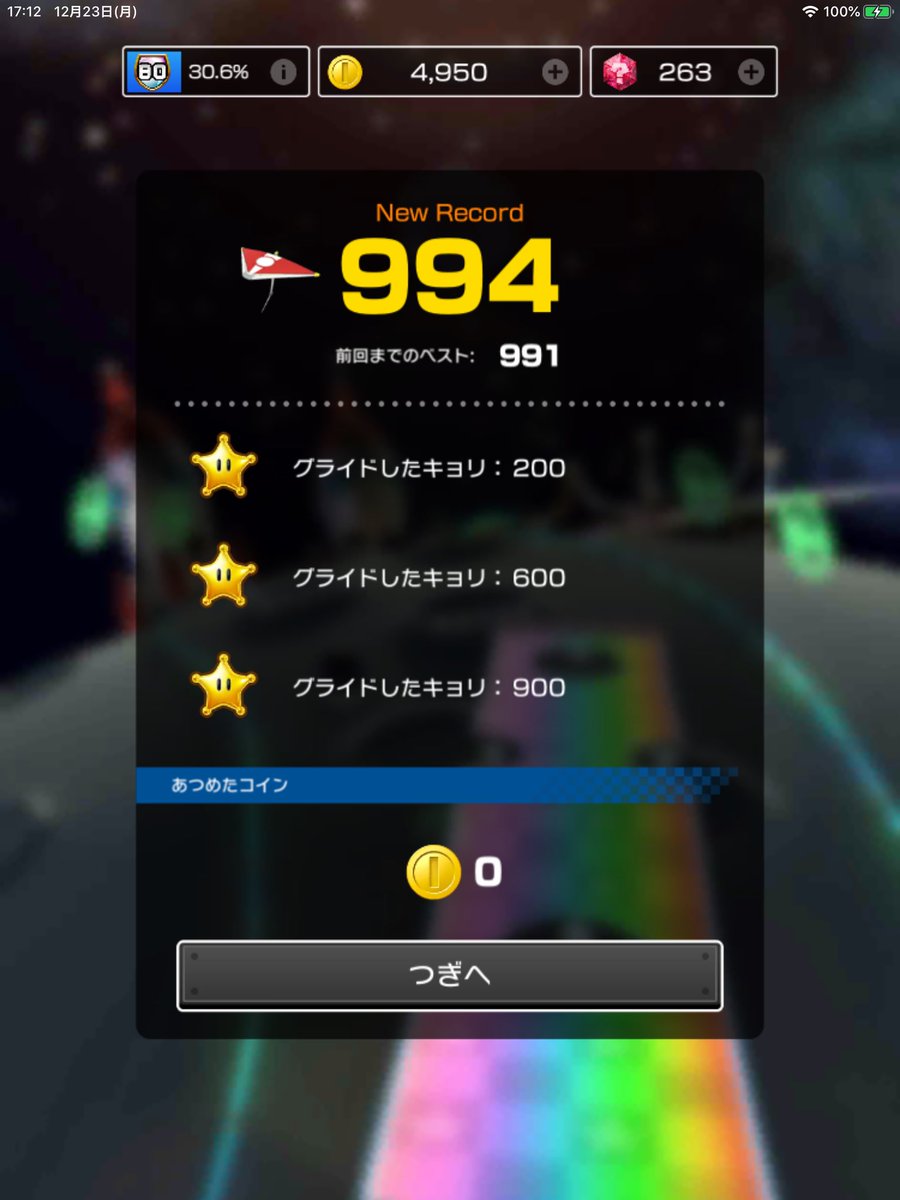 17:12 12月23日(月) 100%
80 30.6% i 4,950 + ? 263 +
New Record
994
前回までのベスト: 991
グライドしたキョリ：200
グライドしたキョリ：600
グライドしたキョリ：900
あつめたコイン
0
つぎへ